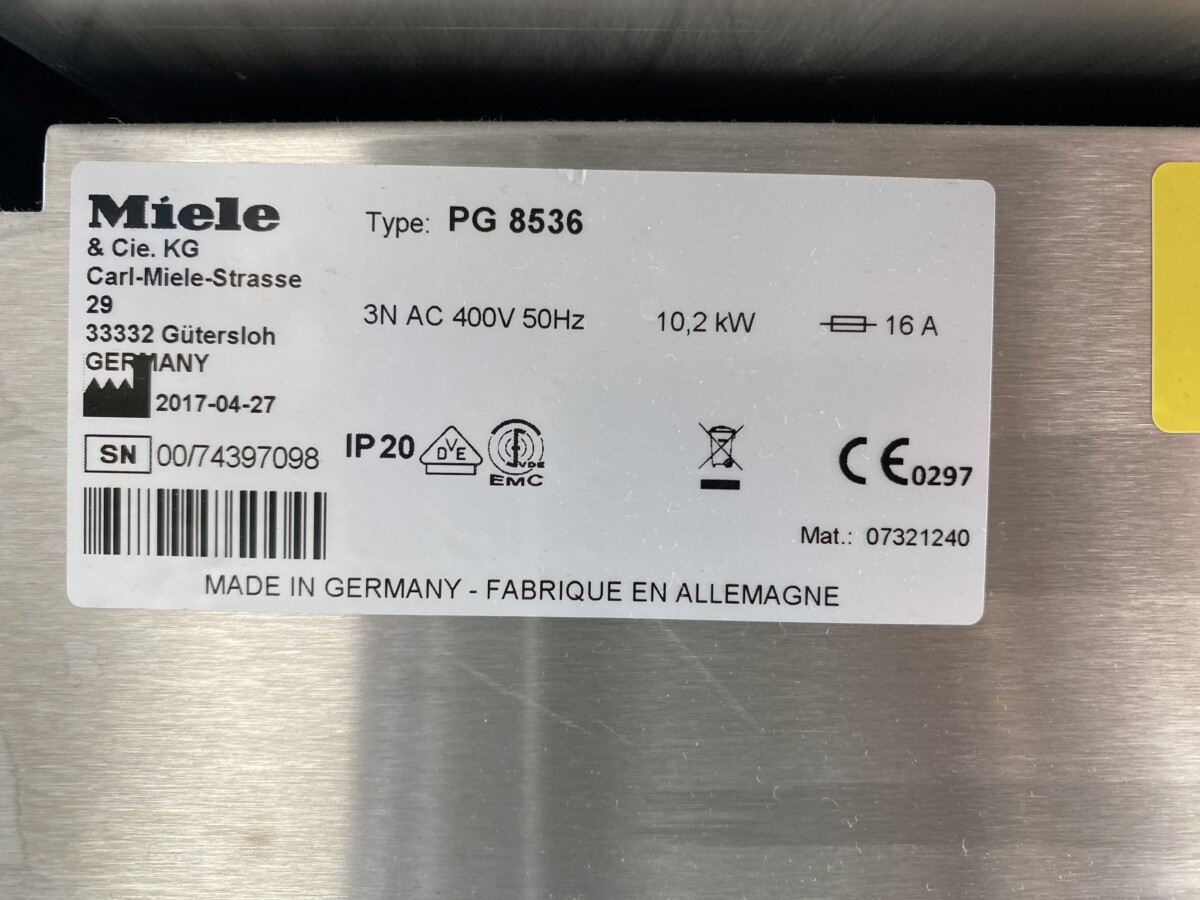 Miele
& Cie. KG
Carl-Miele-Strasse
29
33332 Gütersloh
GERMANY
2017-04-27
SN 00/74397098
Type: PG 8536
3N AC 400V 50Hz 10,2 kW 16 A
IP20 DVE VDE EMC CE0297
Mat.: 07321240
MADE IN GERMANY - FABRIQUE EN ALLEMAGNE